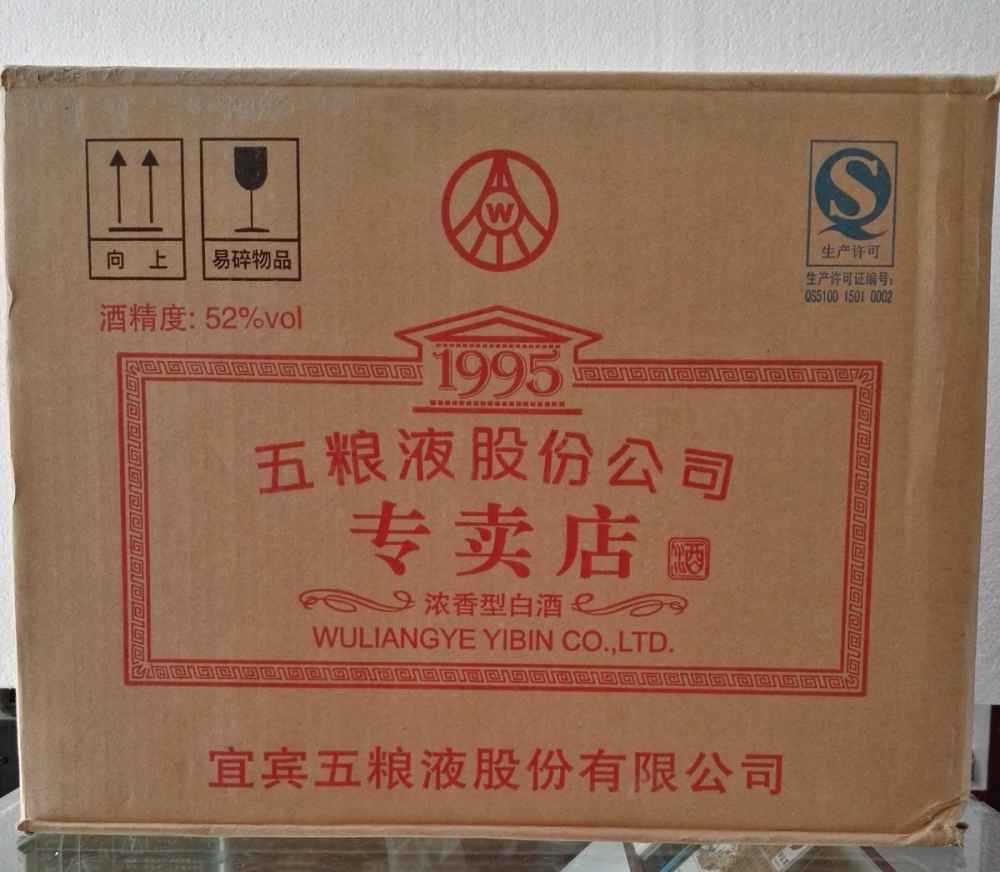 向 上
易碎物品
W
S
生产许可
生产许可证编号:
QS5100 1501 0002
酒精度: 52%vol
1995
五粮液股份公司
专卖店
酒
浓香型白酒
WULIANGYE YIBIN CO.,LTD.
宜宾五粮液股份有限公司